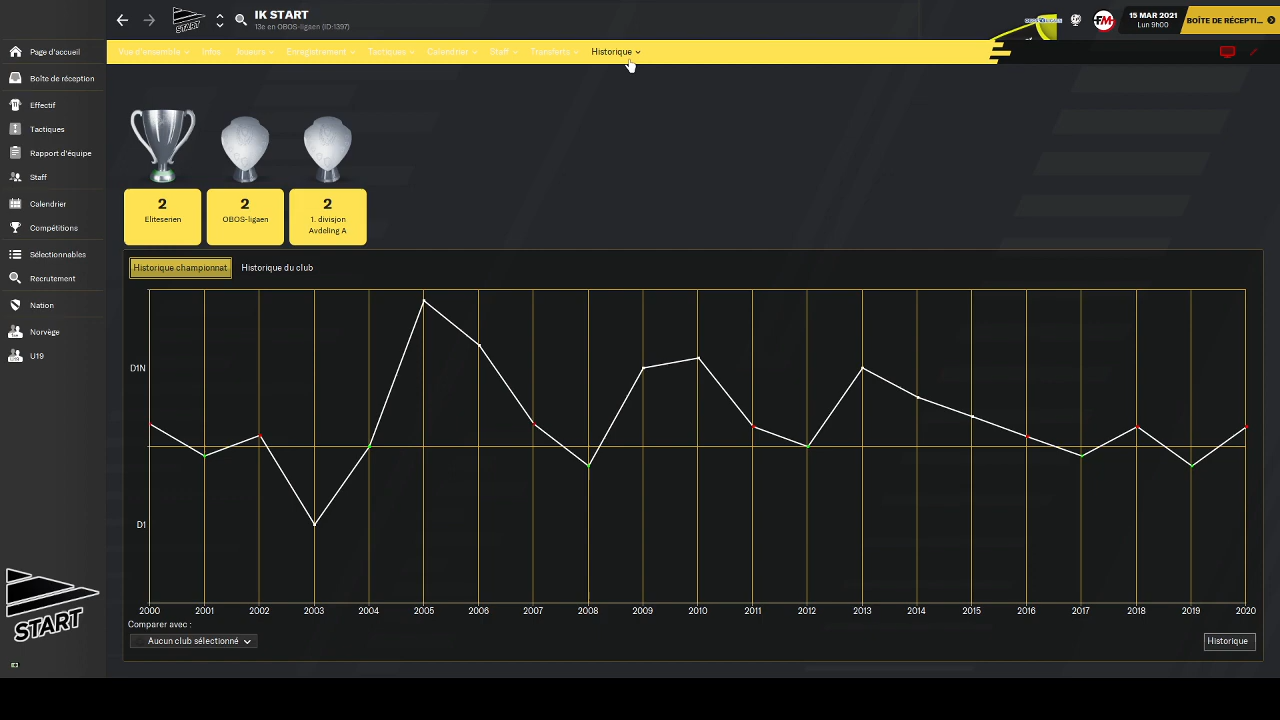 IK START
13e en OBOS-ligaen (ID:1397)
15 MAR 2021
Lun 9h00
BOÎTE DE RÉCEPTI...
Vue d'ensemble
Infos
Joueurs
Enregistrement
Tactiques
Calendrier
Staff
Transferts
Historique
Page d'accueil
Boîte de réception
Effectif
Tactiques
Rapport d'équipe
Staff
Calendrier
Compétitions
Sélectionnables
Recrutement
Nation
Norvège
U19
START
START
2
Eliteserien
2
OBOS-ligaen
2
1. divisjon
Avdeling A
Historique championnat
Historique du club
D1N
D1
2000 2001 2002 2003 2004 2005 2006 2007 2008 2009 2010 2011 2012 2013 2014 2015 2016 2017 2018 2019 2020
Comparer avec :
Aucun club sélectionné
Historique